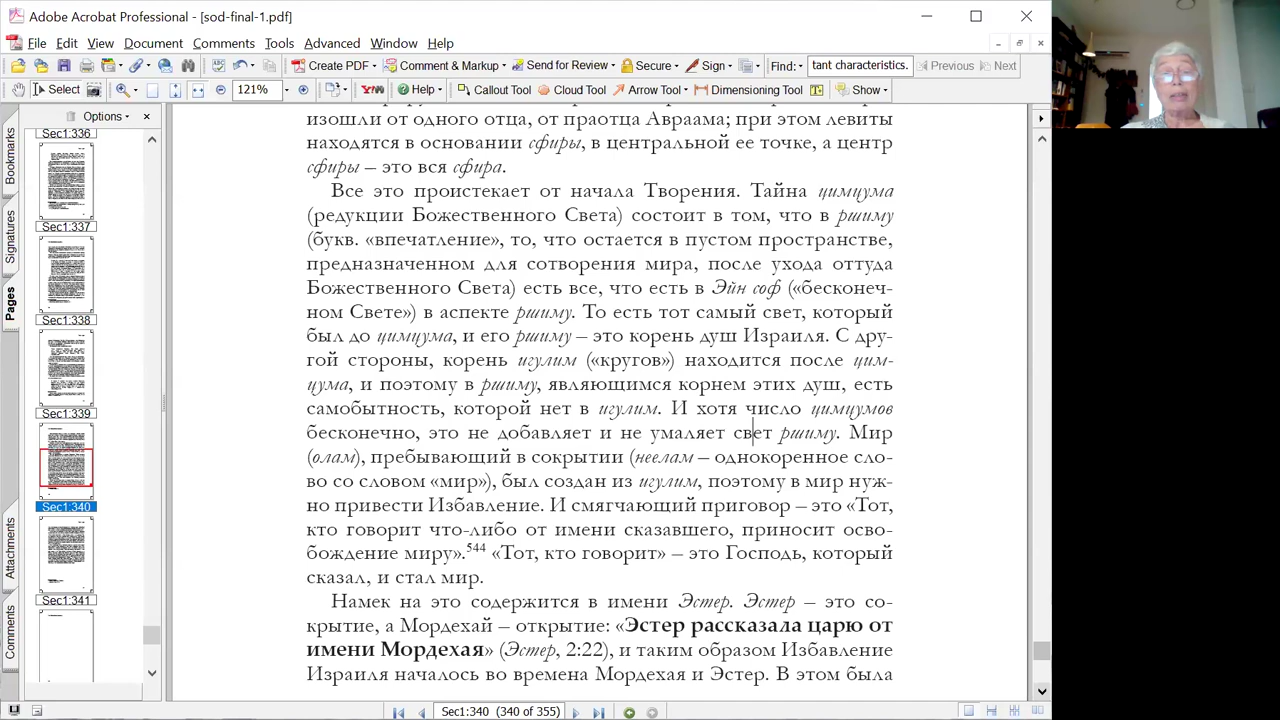 Adobe Acrobat Professional - [sod-final-1.pdf]
File Edit View Document Comments Tools Advanced Window Help
Create PDF Comment & Markup Send for Review Secure Sign Find: tant characteristics. Previous Next
Select 121% Y! Help Callout Tool Cloud Tool Arrow Tool Dimensioning Tool T Show
Options
Bookmarks
Signatures
Pages
Attachments
Comments
Sec1:336
Sec1:337
Sec1:338
Sec1:339
Sec1:340
Sec1:341
изошли от одного отца, от праотца Авраама; при этом левиты
находятся в основании сфиры, в центральной ее точке, а центр
сфиры – это вся сфира.
Все это проистекает от начала Творения. Тайна цимцума
(редукции Божественного Света) состоит в том, что в ршиму
(букв. «впечатление», то, что остается в пустом пространстве,
предназначенном для сотворения мира, после ухода оттуда
Божественного Света) есть все, что есть в Эйн соф («бесконеч-
ном Свете») в аспекте ршиму. То есть тот самый свет, который
был до цимцума, и его ршиму – это корень душ Израиля. С дру-
гой стороны, корень игулим («кругов») находится после цим-
цума, и поэтому в ршиму, являющимся корнем этих душ, есть
самобытность, которой нет в игулим. И хотя число цимцумов
бесконечно, это не добавляет и не умаляет свет ршиму. Мир
(олам), пребывающий в сокрытии (неелам – однокоренное сло-
во со словом «мир»), был создан из игулим, поэтому в мир нуж-
но привести Избавление. И смягчающий приговор – это «Тот,
кто говорит что-либо от имени сказавшего, приносит осво-
бождение миру».544 «Тот, кто говорит» – это Господь, который
сказал, и стал мир.
Намек на это содержится в имени Эстер. Эстер – это со-
крытие, а Мордехай – открытие: «Эстер рассказала царю от
имени Мордехая» (Эстер, 2:22), и таким образом Избавление
Израиля началось во времена Мордехая и Эстер. В этом была
Sec1:340 (340 of 355)